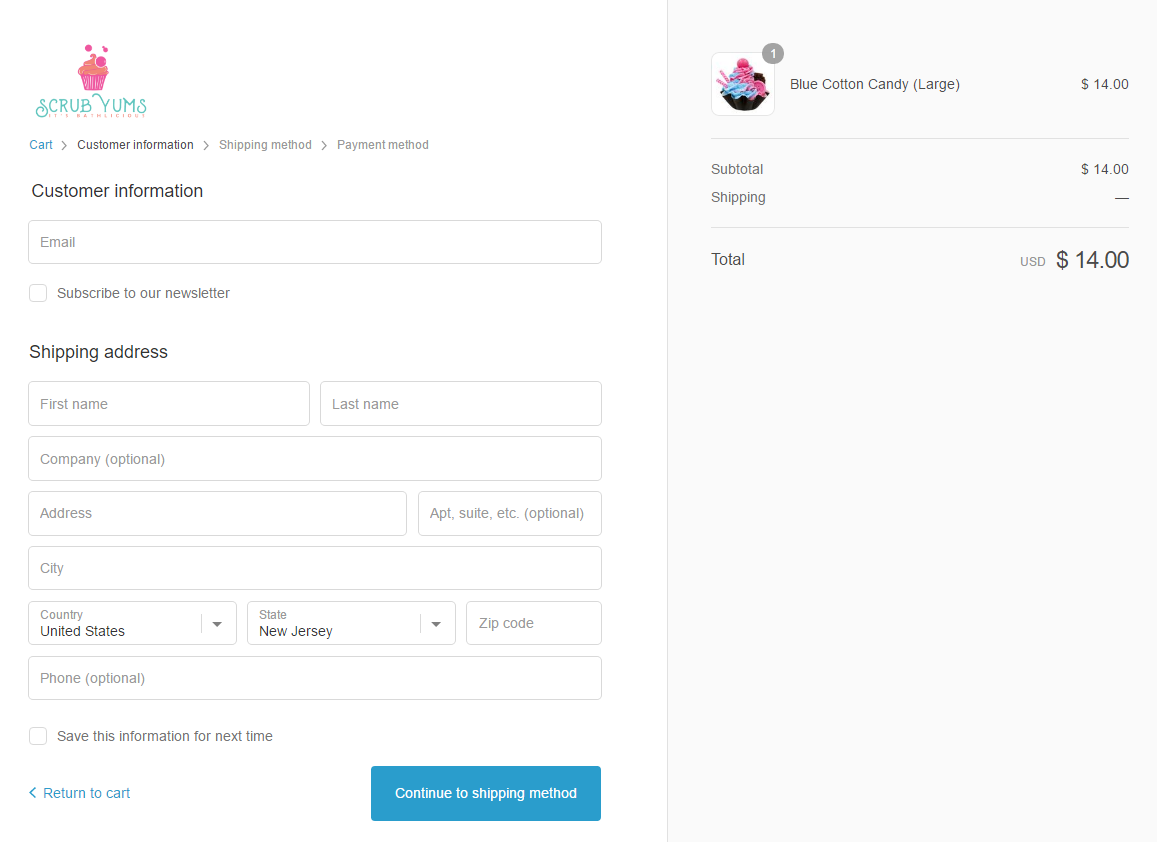 SCRUB YUMS
IT'S BATHLICIOUS
Cart > Customer information > Shipping method > Payment method
Customer information
Email
Subscribe to our newsletter
Shipping address
First name Last name
Company (optional)
Address Apt, suite, etc. (optional)
City
Country State
United States New Jersey Zip code
Phone (optional)
Save this information for next time
< Return to cart Continue to shipping method
1
Blue Cotton Candy (Large) $ 14.00
Subtotal $ 14.00
Shipping —
Total USD $ 14.00